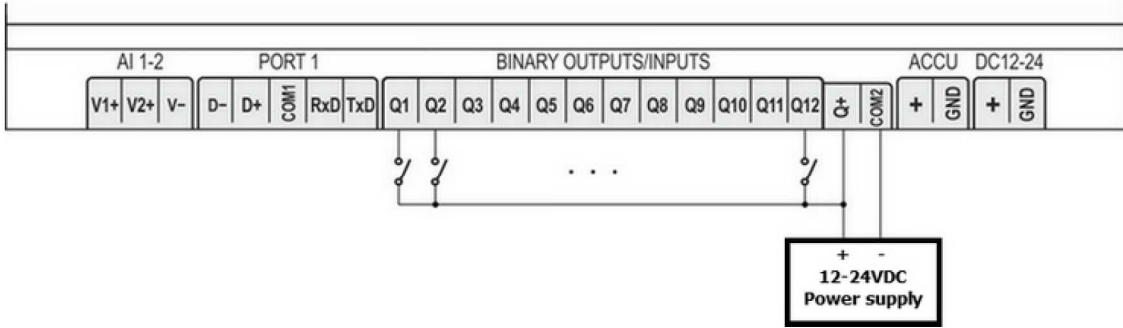 AI 1-2 PORT 1 BINARY OUTPUTS/INPUTS ACCU DC12-24
V1+ V2+ V- D- D+ COM1 RxD TxD Q1 Q2 Q3 Q4 Q5 Q6 Q7 Q8 Q9 Q10 Q11 Q12 Q+ COM2 + GND + GND
. . .
+ -
12-24VDC
Power supply